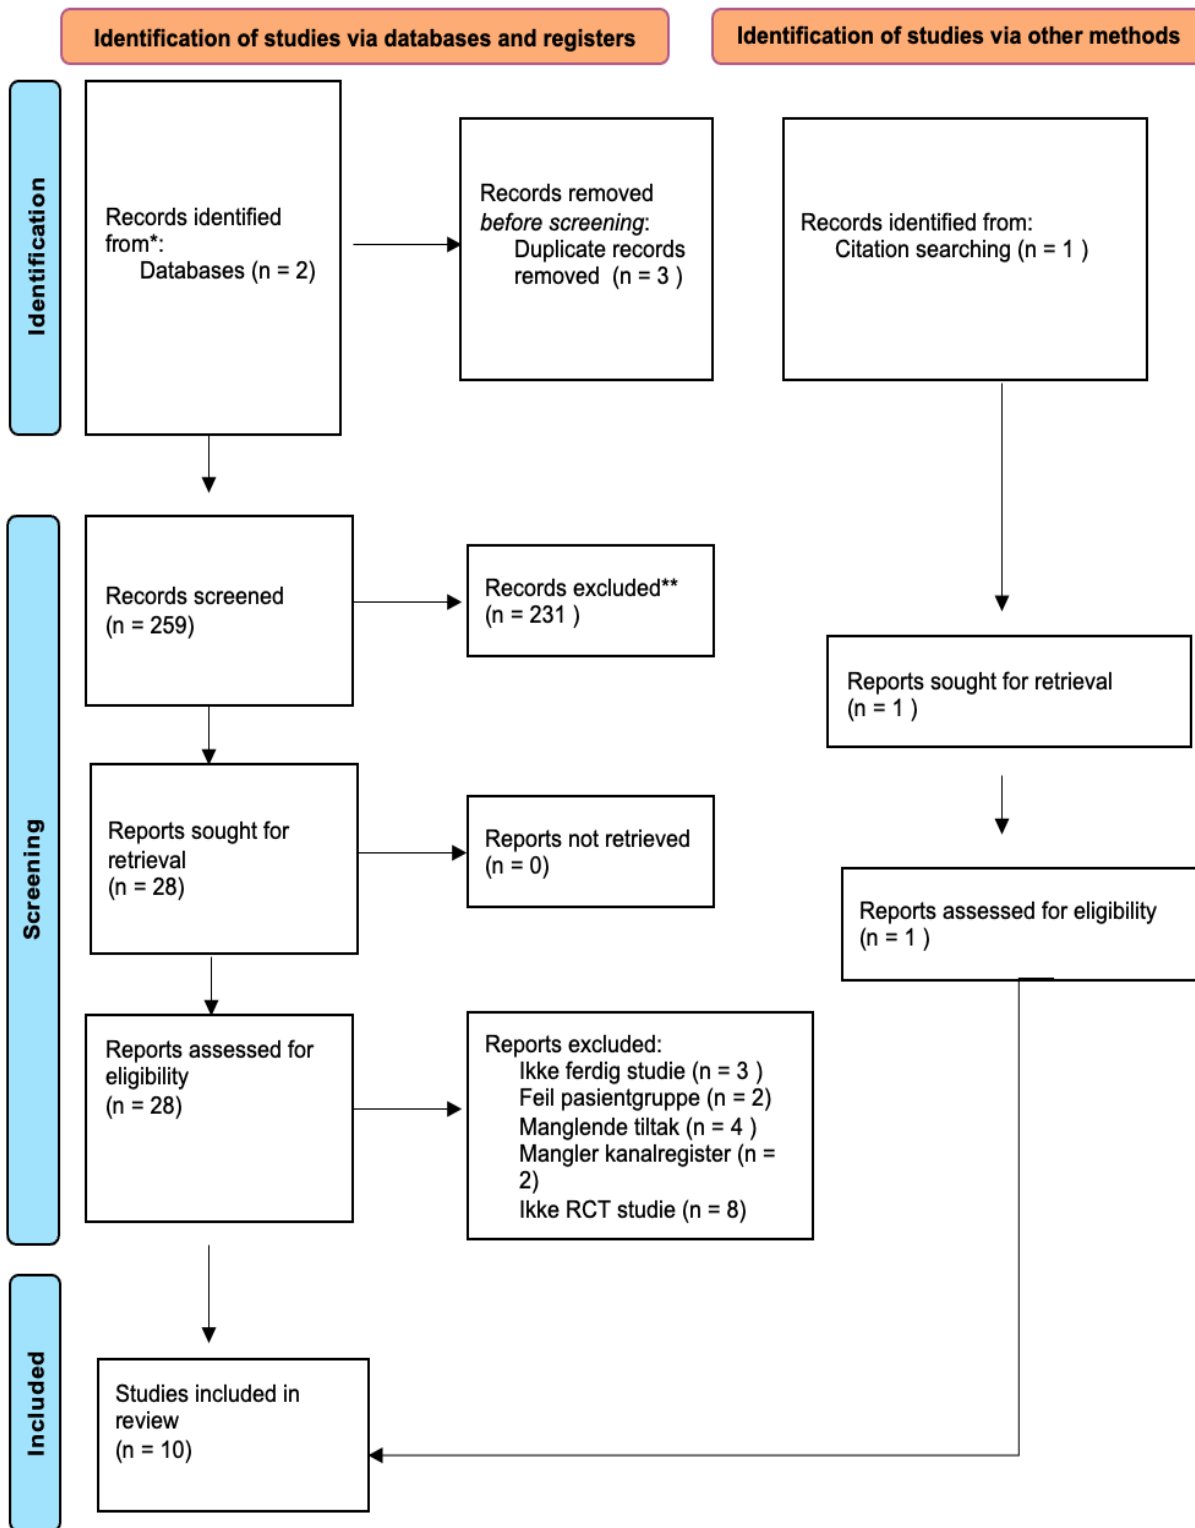 Identification of studies via databases and registers
Identification of studies via other methods
Identification
Records identified
from*:
Databases (n = 2)
Records removed
before screening:
Duplicate records
removed (n = 3 )
Records identified from:
Citation searching (n = 1 )
Screening
Records screened
(n = 259)
Records excluded**
(n = 231 )
Reports sought for retrieval
(n = 1 )
Reports sought for
retrieval
(n = 28)
Reports not retrieved
(n = 0)
Reports assessed for eligibility
(n = 1 )
Reports assessed for
eligibility
(n = 28)
Reports excluded:
Ikke ferdig studie (n = 3 )
Feil pasientgruppe (n = 2)
Manglende tiltak (n = 4 )
Mangler kanalregister (n =
2)
Ikke RCT studie (n = 8)
Included
Studies included in
review
(n = 10)